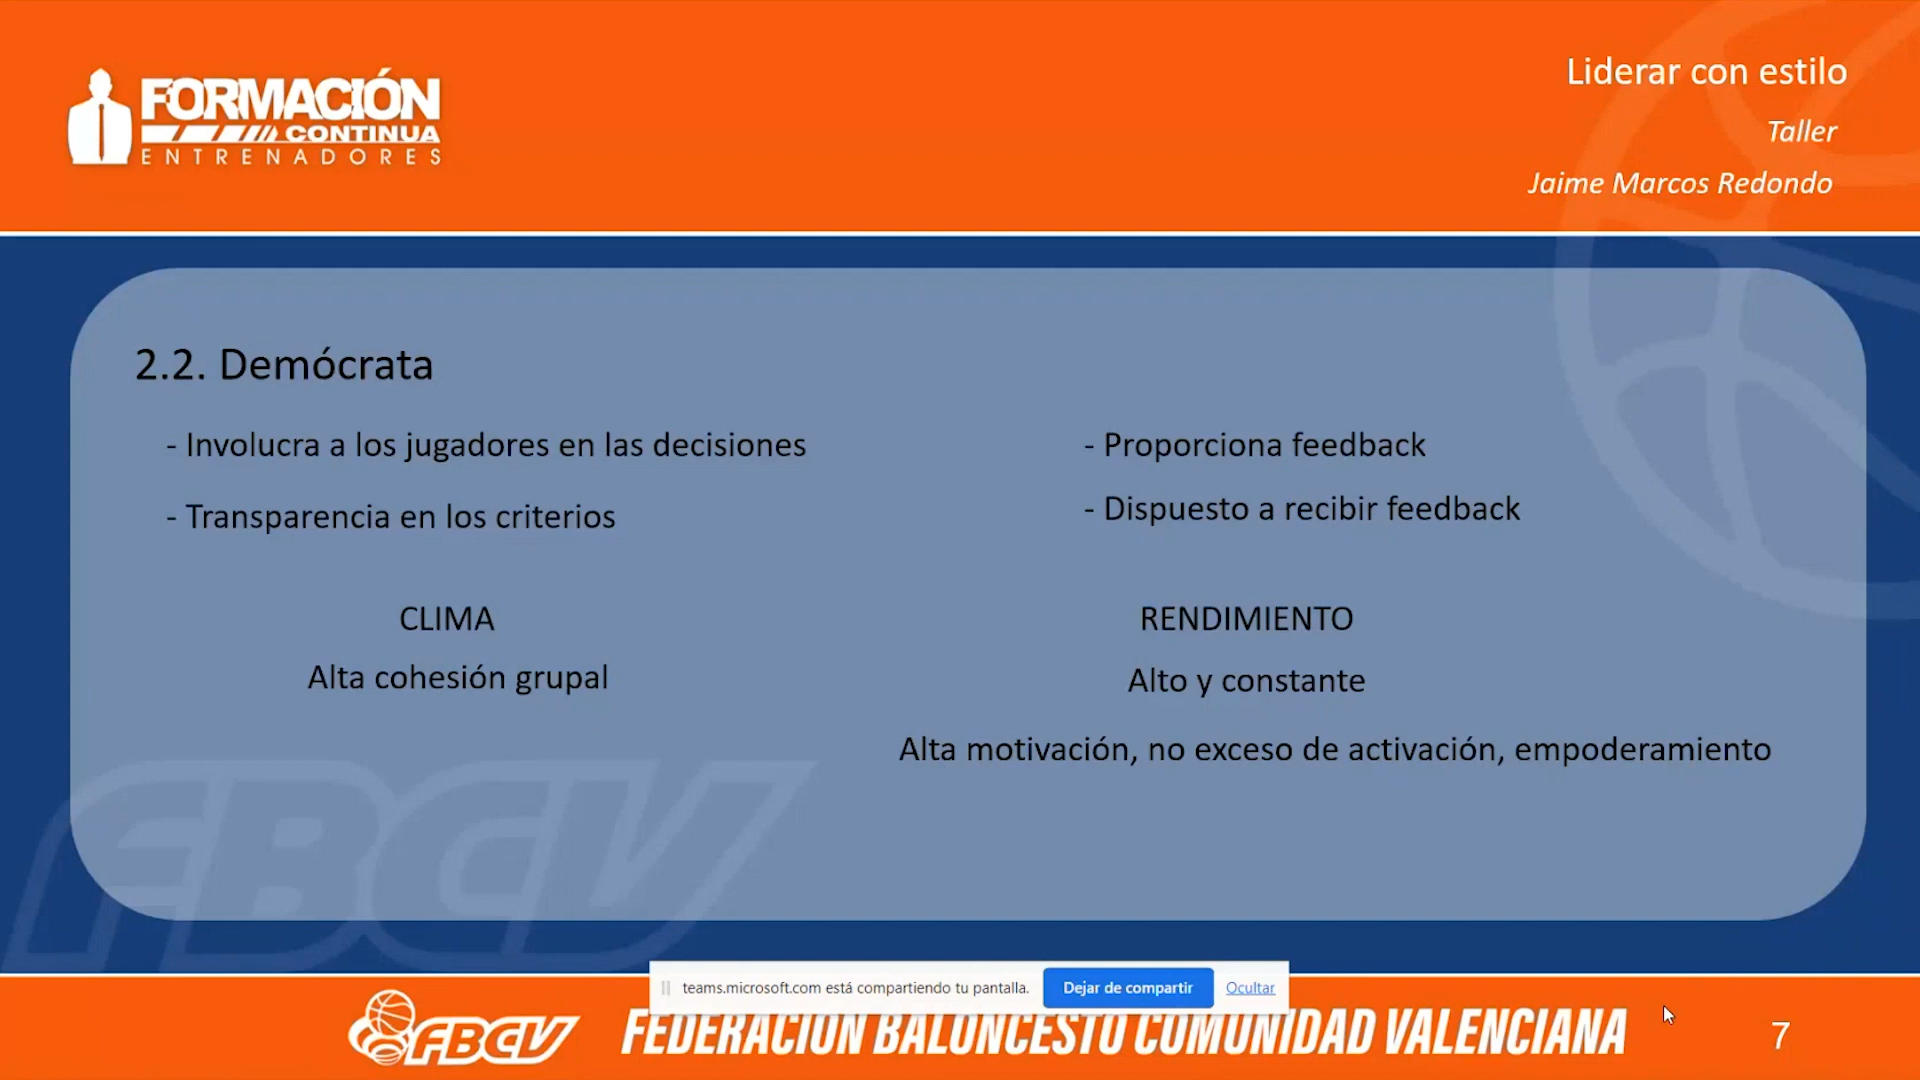 FORMACIÓN
CONTINUA
ENTRENADORES
Liderar con estilo
Taller
Jaime Marcos Redondo
2.2. Demócrata
- Involucra a los jugadores en las decisiones
- Transparencia en los criterios
- Proporciona feedback
- Dispuesto a recibir feedback
CLIMA
Alta cohesión grupal
RENDIMIENTO
Alto y constante
Alta motivación, no exceso de activación, empoderamiento
FBCV
teams.microsoft.com está compartiendo tu pantalla.
Dejar de compartir
Ocultar
FBCV
FEDERACIÓN BALONCESTO COMUNIDAD VALENCIANA
7